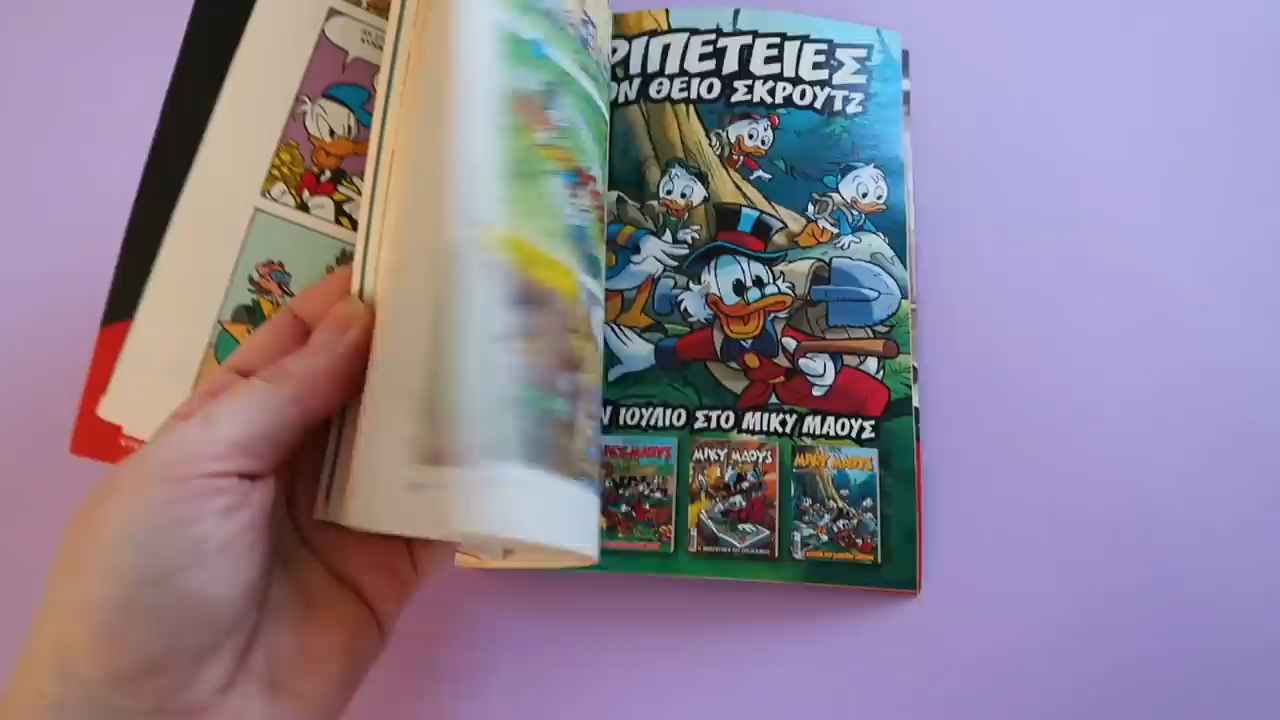 ΡΙΠΕΤΕΙΕΣ
ΟΝ ΘΕΙΟ ΣΚΡΟΥΤΖ
Ν ΙΟΥΛΙΟ ΣΤΟ ΜΙΚΥ ΜΑΟΥΣ
ΜΙΚΥ ΜΑΟΥΣ
ΜΙΚΥ ΜΑΟΥΣ